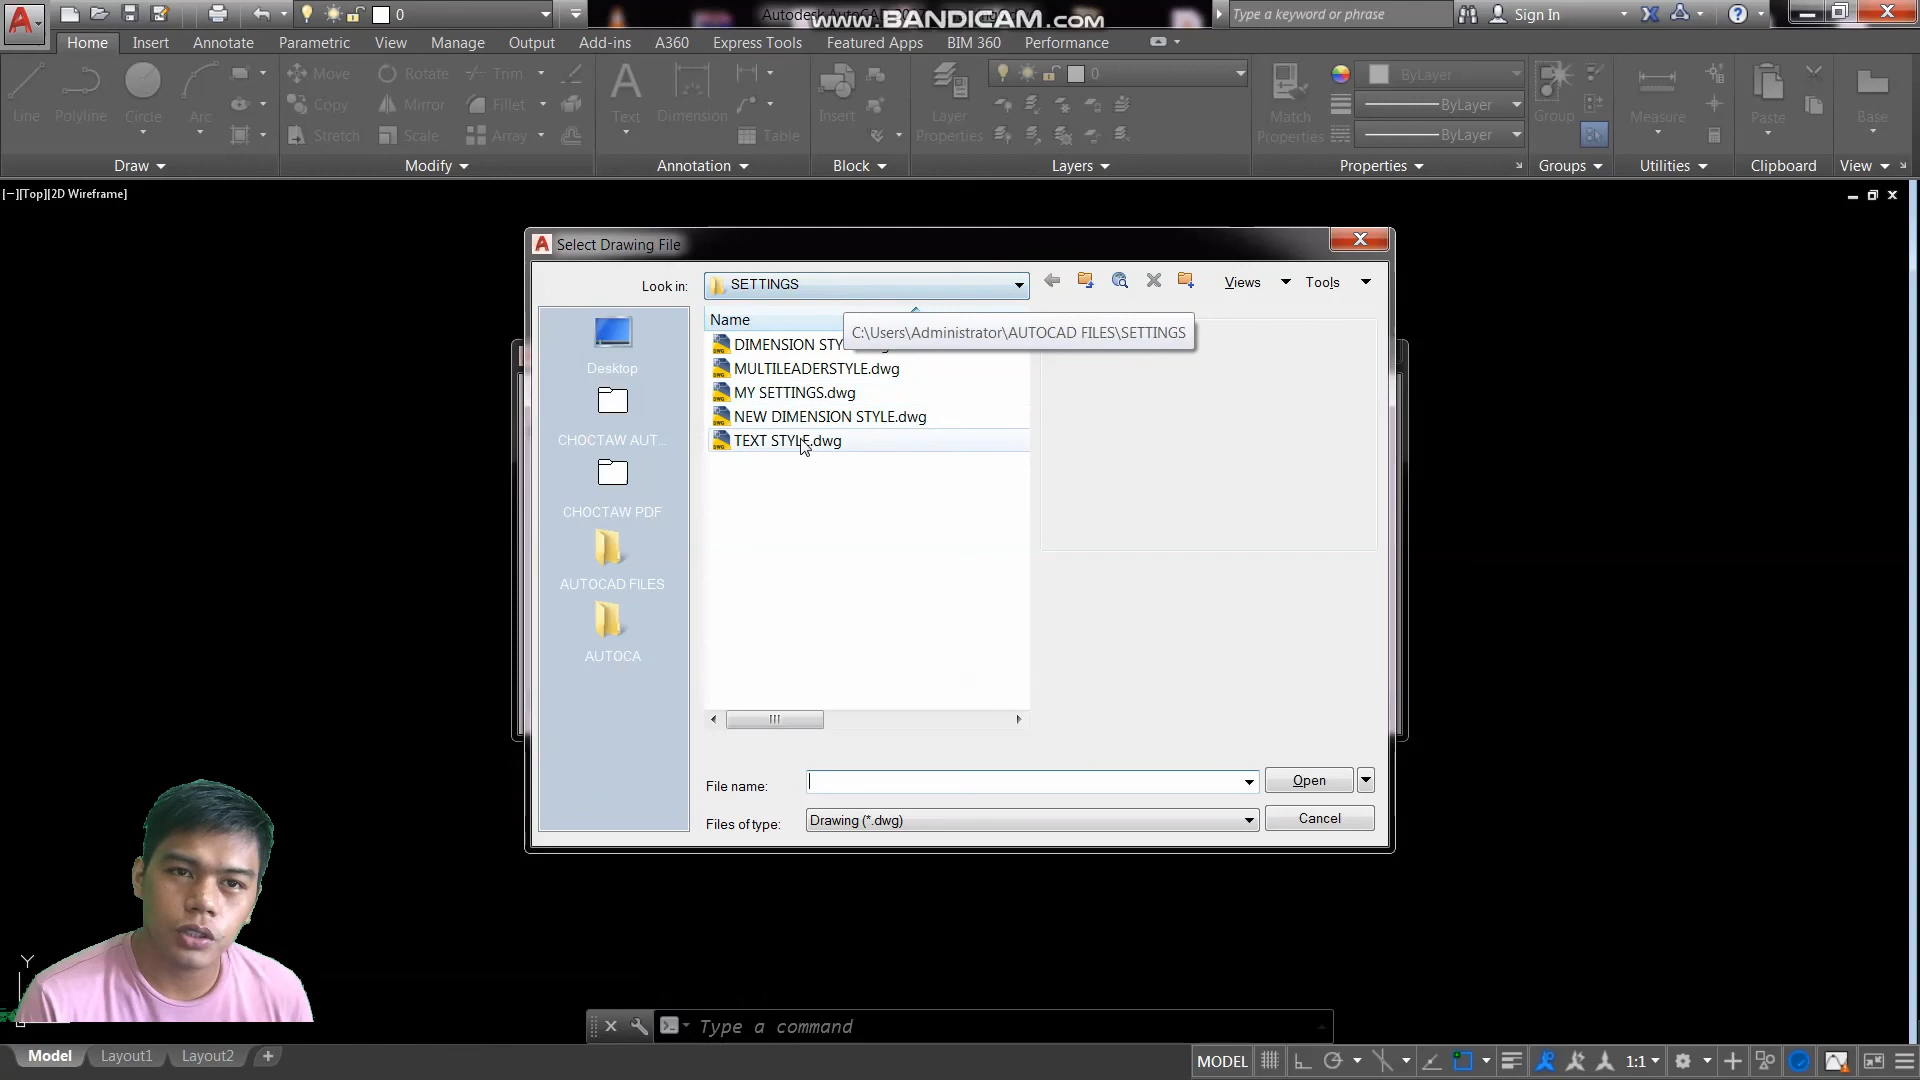 Autodesk AutoCAD
www.BANDICAM.com
0
Type a keyword or phrase
Sign In
Home
Insert
Annotate
Parametric
View
Manage
Output
Add-ins
A360
Express Tools
Featured Apps
BIM 360
Performance
Line
Polyline
Circle
Arc
Move
Rotate
Trim
Copy
Mirror
Fillet
Stretch
Scale
Array
Text
Dimension
Table
Insert
Layer
Properties
0
Match
Properties
ByLayer
ByLayer
ByLayer
Group
Measure
Paste
Base
Draw
Modify
Annotation
Block
Layers
Properties
Groups
Utilities
Clipboard
View
[−][Top][2D Wireframe]
Select Drawing File
Look in:
SETTINGS
Views
Tools
Name
C:\Users\Administrator\AUTOCAD FILES\SETTINGS
DIMENSION
MULTILEADERSTYLE.dwg
MY SETTINGS.dwg
NEW DIMENSION STYLE.dwg
TEXT STYLE.dwg
Desktop
CHOCTAW AUT...
CHOCTAW PDF
AUTOCAD FILES
AUTOCA
File name:
Open
Files of type:
Drawing (*.dwg)
Cancel
Y
Type a command
Model
Layout1
Layout2
MODEL
1:1